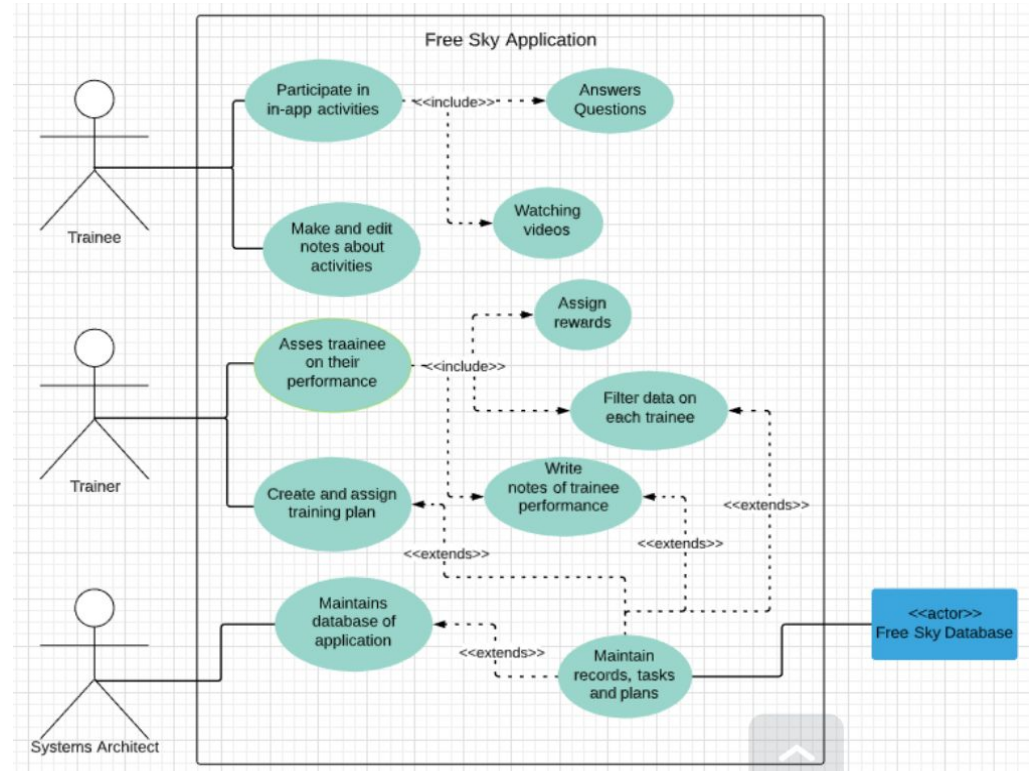 Free Sky Application
Participate in
in-app activities
<<include>>
Answers
Questions
Trainee
Make and edit
notes about
activities
Watching
videos
Assign
rewards
Asses traainee
on their
performance
<<include>>
Filter data on
each trainee
Trainer
Create and assign
training plan
Write
notes of trainee
performance
<<extends>>
<<extends>>
<<extends>>
Maintains
database of
application
<<extends>>
Maintain
records, tasks
and plans
<<actor>>
Free Sky Database
Systems Architect